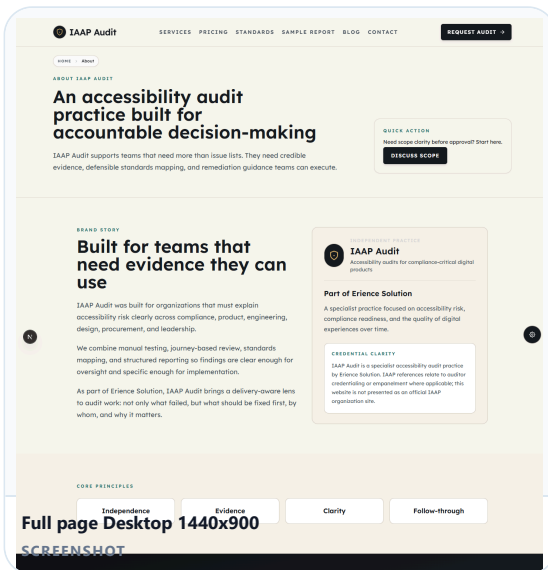 IAAP Audit
SERVICES PRICING STANDARDS SAMPLE REPORT BLOG CONTACT
REQUEST AUDIT →
HOME / About
ABOUT IAAP AUDIT
An accessibility audit
practice built for
accountable decision-making
IAAP Audit supports teams that need more than issue lists. They need credible
evidence, defensible standards mapping, and remediation guidance teams can execute.
QUICK ACTION
Need scope clarity before approval? Start here.
DISCUSS SCOPE
BRAND STORY
Built for teams that
need evidence they can
use
IAAP Audit was built for organizations that must explain
accessibility risk clearly across compliance, product, engineering,
design, procurement, and leadership.
We combine manual testing, journey-based review, standards
mapping, and structured reporting so findings are clear enough for
oversight and specific enough for implementation.
As part of Erience Solution, IAAP Audit brings a delivery-aware lens
to audit work: not only what failed, but what should be fixed first, by
whom, and why it matters.
INDEPENDENT PRACTICE
IAAP Audit
Accessibility audits for compliance-critical digital
products
Part of Erience Solution
A specialist practice focused on accessibility risk,
compliance readiness, and the quality of digital
experiences over time.
CREDENTIAL CLARITY
IAAP Audit is a specialist accessibility audit practice
by Erience Solution. IAAP references relate to auditor
credentialing or empanelment where applicable; this
website is not presented as an official IAAP
organization site.
N
CORE PRINCIPLES
Independence
Evidence
Clarity
Follow-through
Full page Desktop 1440x900
SCREENSHOT